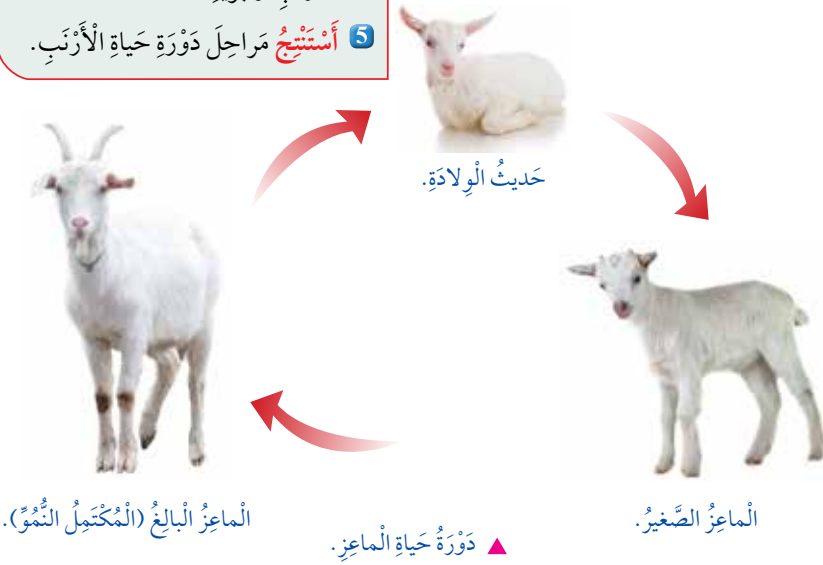 5 أَسْتَنْتِجُ مَراحِلَ دَوْرَةِ حَياةِ الْأَرْنَبِ.
حَديثُ الْوِلادَةِ.
الْماعِزُ الصَّغيرُ.
الْماعِزُ الْبالِغُ (الْمُكْتَمِلُ النُّمُوِّ).
دَوْرَةُ حَياةِ الْماعِزِ.